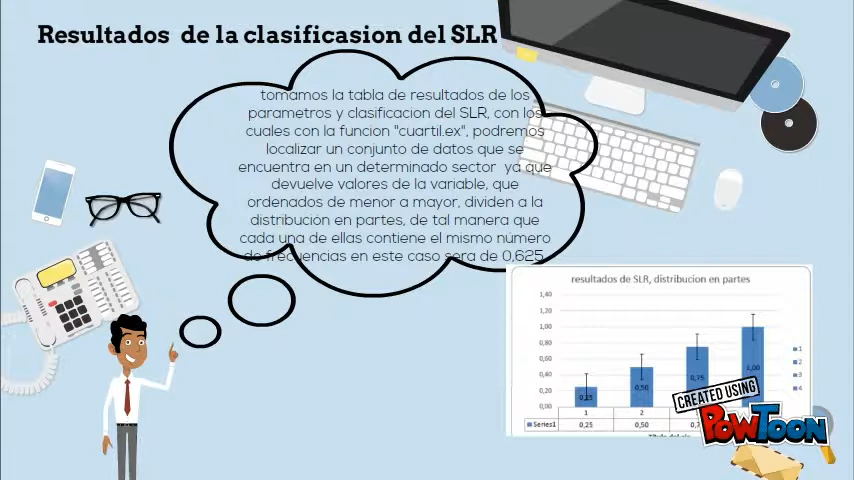 Resultados  de la clasificasion del SLR
tomamos la tabla de resultados de los
parametros y clasificacion del SLR, con los
cuales con la funcion "cuartil.ex", podremos
localizar un conjunto de datos que se
encuentra en un determinado sector  ya que
devuelve valores de la variable, que
ordenados de menor a mayor, dividen a la
distribución en partes, de tal manera que
cada una de ellas contiene el mismo número
de frecuencias en este caso sera de 0,625
resultados de SLR, distribucion en partes
1,40
1,20
1,00
0,80
0,60
0,40
0,20
0,00
0,25
0,50
0,75
1,00
1
2
3
4
1 2
Series1 0,25 0,50
CREATED USING
POWTOON